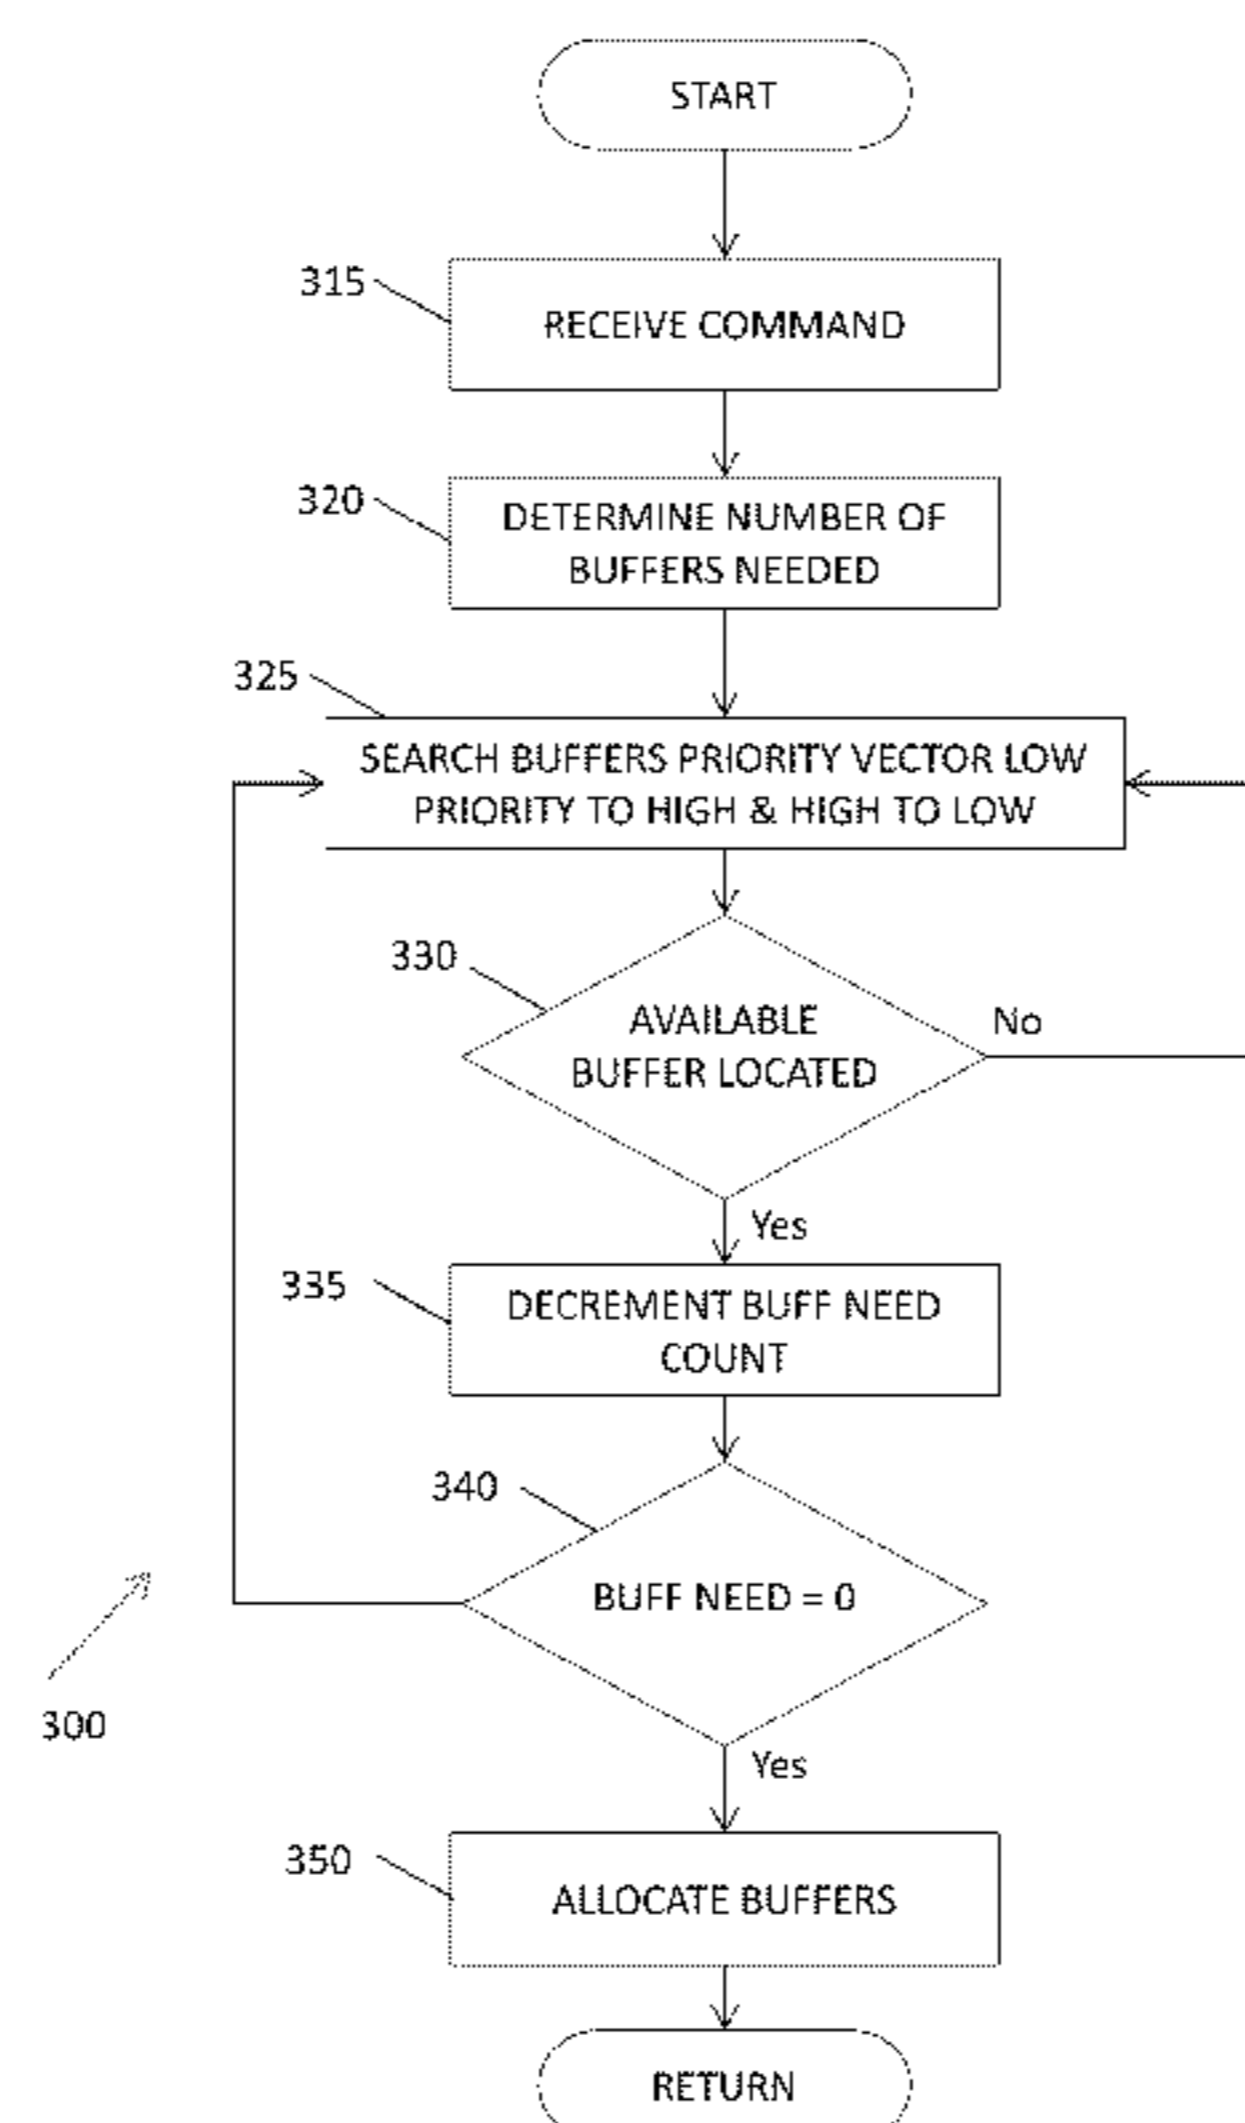 START
315
RECEIVE COMMAND
320
DETERMINE NUMBER OF
BUFFERS NEEDED
325
SEARCH BUFFERS PRIORITY VECTOR LOW
PRIORITY TO HIGH & HIGH TO LOW
330
AVAILABLE
BUFFER LOCATED
No
Yes
335
DECREMENT BUFF NEED
COUNT
340
BUFF NEED = 0
300
Yes
350
ALLOCATE BUFFERS
RETURN